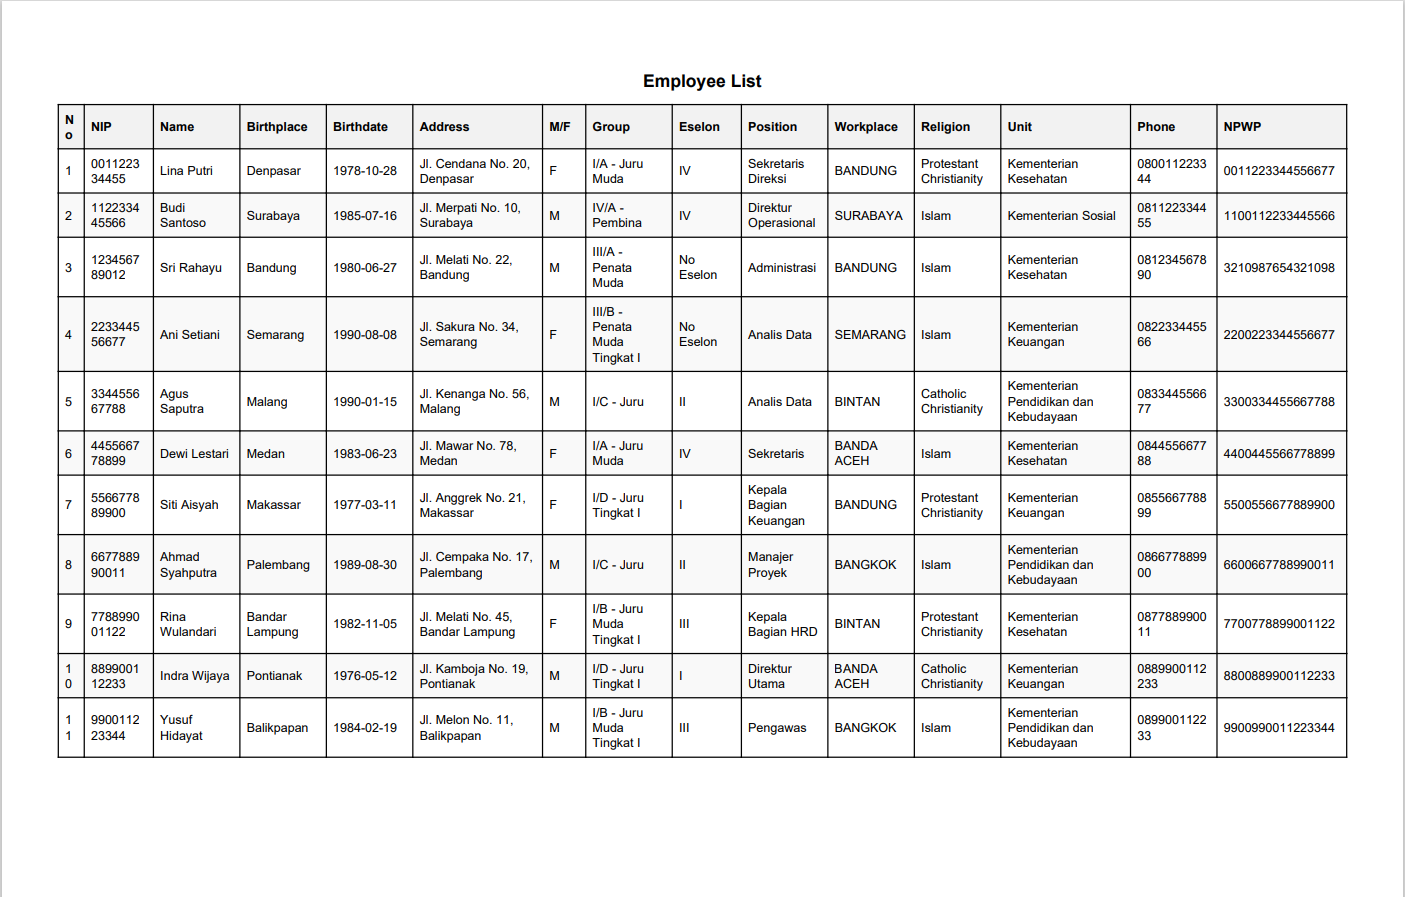 Employee List
No NIP Name Birthplace Birthdate Address M/F Group Eselon Position Workplace Religion Unit Phone NPWP
1 001122334455 Lina Putri Denpasar 1978-10-28 Jl. Cendana No. 20, Denpasar F I/A - Juru Muda IV Sekretaris Direksi BANDUNG Protestant Christianity Kementerian Kesehatan 080011223344 0011223344556677
2 112233445566 Budi Santoso Surabaya 1985-07-16 Jl. Merpati No. 10, Surabaya M IV/A - Pembina IV Direktur Operasional SURABAYA Islam Kementerian Sosial 081122334455 1100112233445566
3 123456789012 Sri Rahayu Bandung 1980-06-27 Jl. Melati No. 22, Bandung M III/A - Penata Muda No Eselon Administrasi BANDUNG Islam Kementerian Kesehatan 081234567890 3210987654321098
4 223344556677 Ani Setiani Semarang 1990-08-08 Jl. Sakura No. 34, Semarang F III/B - Penata Muda Tingkat I No Eselon Analis Data SEMARANG Islam Kementerian Keuangan 082233445566 2200223344556677
5 334455667788 Agus Saputra Malang 1990-01-15 Jl. Kenanga No. 56, Malang M I/C - Juru II Analis Data BINTAN Catholic Christianity Kementerian Pendidikan dan Kebudayaan 083344556677 3300334455667788
6 445566778899 Dewi Lestari Medan 1983-06-23 Jl. Mawar No. 78, Medan F I/A - Juru Muda IV Sekretaris BANDA ACEH Islam Kementerian Kesehatan 084455667788 4400445566778899
7 556677889900 Siti Aisyah Makassar 1977-03-11 Jl. Anggrek No. 21, Makassar F I/D - Juru Tingkat I I Kepala Bagian Keuangan BANDUNG Protestant Christianity Kementerian Keuangan 085566778899 5500556677889900
8 667788990011 Ahmad Syahputra Palembang 1989-08-30 Jl. Cempaka No. 17, Palembang M I/C - Juru II Manajer Proyek BANGKOK Islam Kementerian Pendidikan dan Kebudayaan 086677889900 6600667788990011
9 778899001122 Rina Wulandari Bandar Lampung 1982-11-05 Jl. Melati No. 45, Bandar Lampung F I/B - Juru Muda Tingkat I III Kepala Bagian HRD BINTAN Protestant Christianity Kementerian Kesehatan 087788990011 7700778899001122
10 889900112233 Indra Wijaya Pontianak 1976-05-12 Jl. Kamboja No. 19, Pontianak M I/D - Juru Tingkat I I Direktur Utama BANDA ACEH Catholic Christianity Kementerian Keuangan 0889900112233 8800889900112233
11 990011223344 Yusuf Hidayat Balikpapan 1984-02-19 Jl. Melon No. 11, Balikpapan M I/B - Juru Muda Tingkat I III Pengawas BANGKOK Islam Kementerian Pendidikan dan Kebudayaan 089900112233 9900990011223344